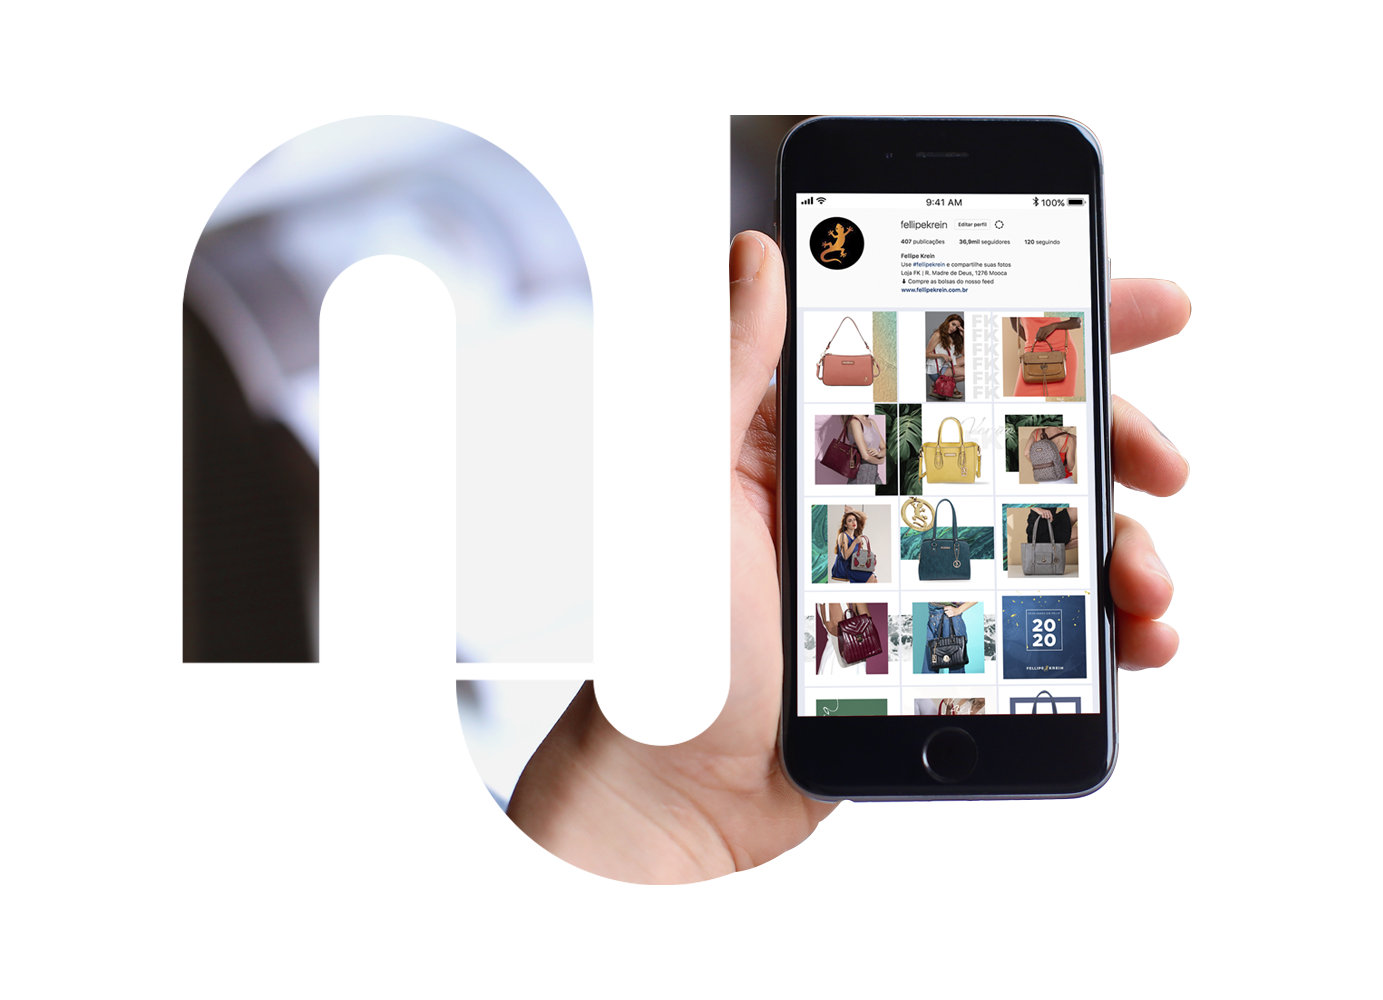 9:41 AM
100%
fellipekrein
Editar perfil
407 publicações
36,9mil seguidores
120 seguindo
Fellipe Krein
Use #fellipekrein e compartilhe suas fotos
Loja FK | R. Madre de Deus, 1276 Mooca
Compre as bolsas do nosso feed
www.fellipekrein.com.br
FK
FK
FK
FK
FK
FK
20
20
FELLIPE KREIN